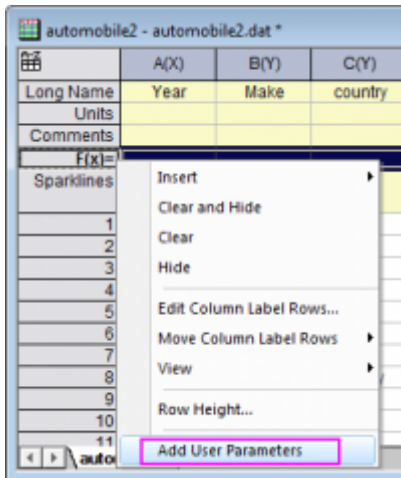 automobile2 - automobile2.dat *
A(X) B(Y) C(Y)
Long Name Year Make country
Units
Comments
F(x)=
Sparklines
Insert
Clear and Hide
Clear
Hide
Edit Column Label Rows...
Move Column Label Rows
View
Row Height...
Add User Parameters
1
2
3
4
5
6
7
8
9
10
11
auto